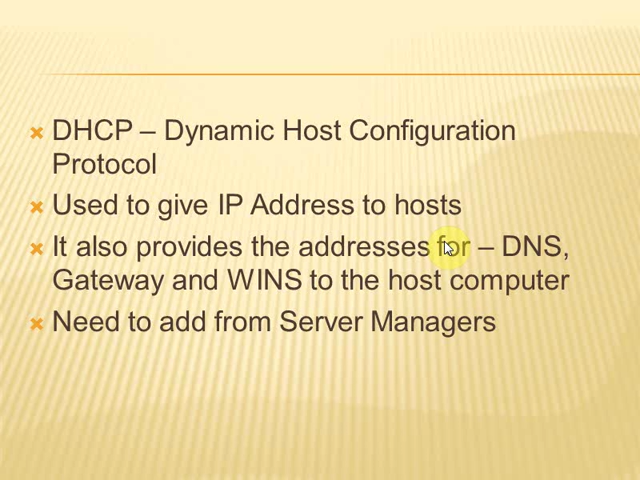 DHCP – Dynamic Host Configuration
Protocol
Used to give IP Address to hosts
It also provides the addresses for – DNS,
Gateway and WINS to the host computer
Need to add from Server Managers